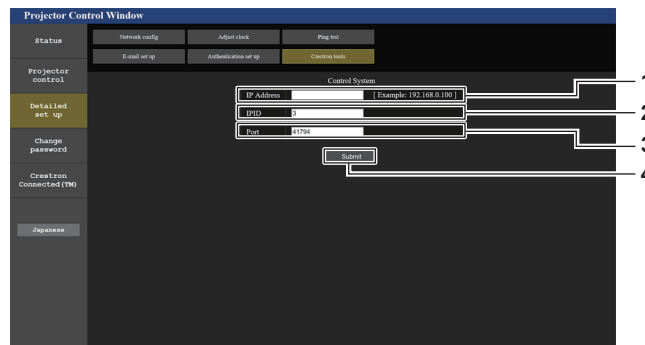 Projector Control Window
Status
Network config
Adjust clock
Ping test
E-mail set up
Authentication set up
Crestron tools
Projector
control
Detailed
set up
Change
password
Crestron
Connected(TM)
Japanese
Control System
IP Address [ Example: 192.168.0.100 ]
IPID 3
Port 41794
Submit
1
2
3
4